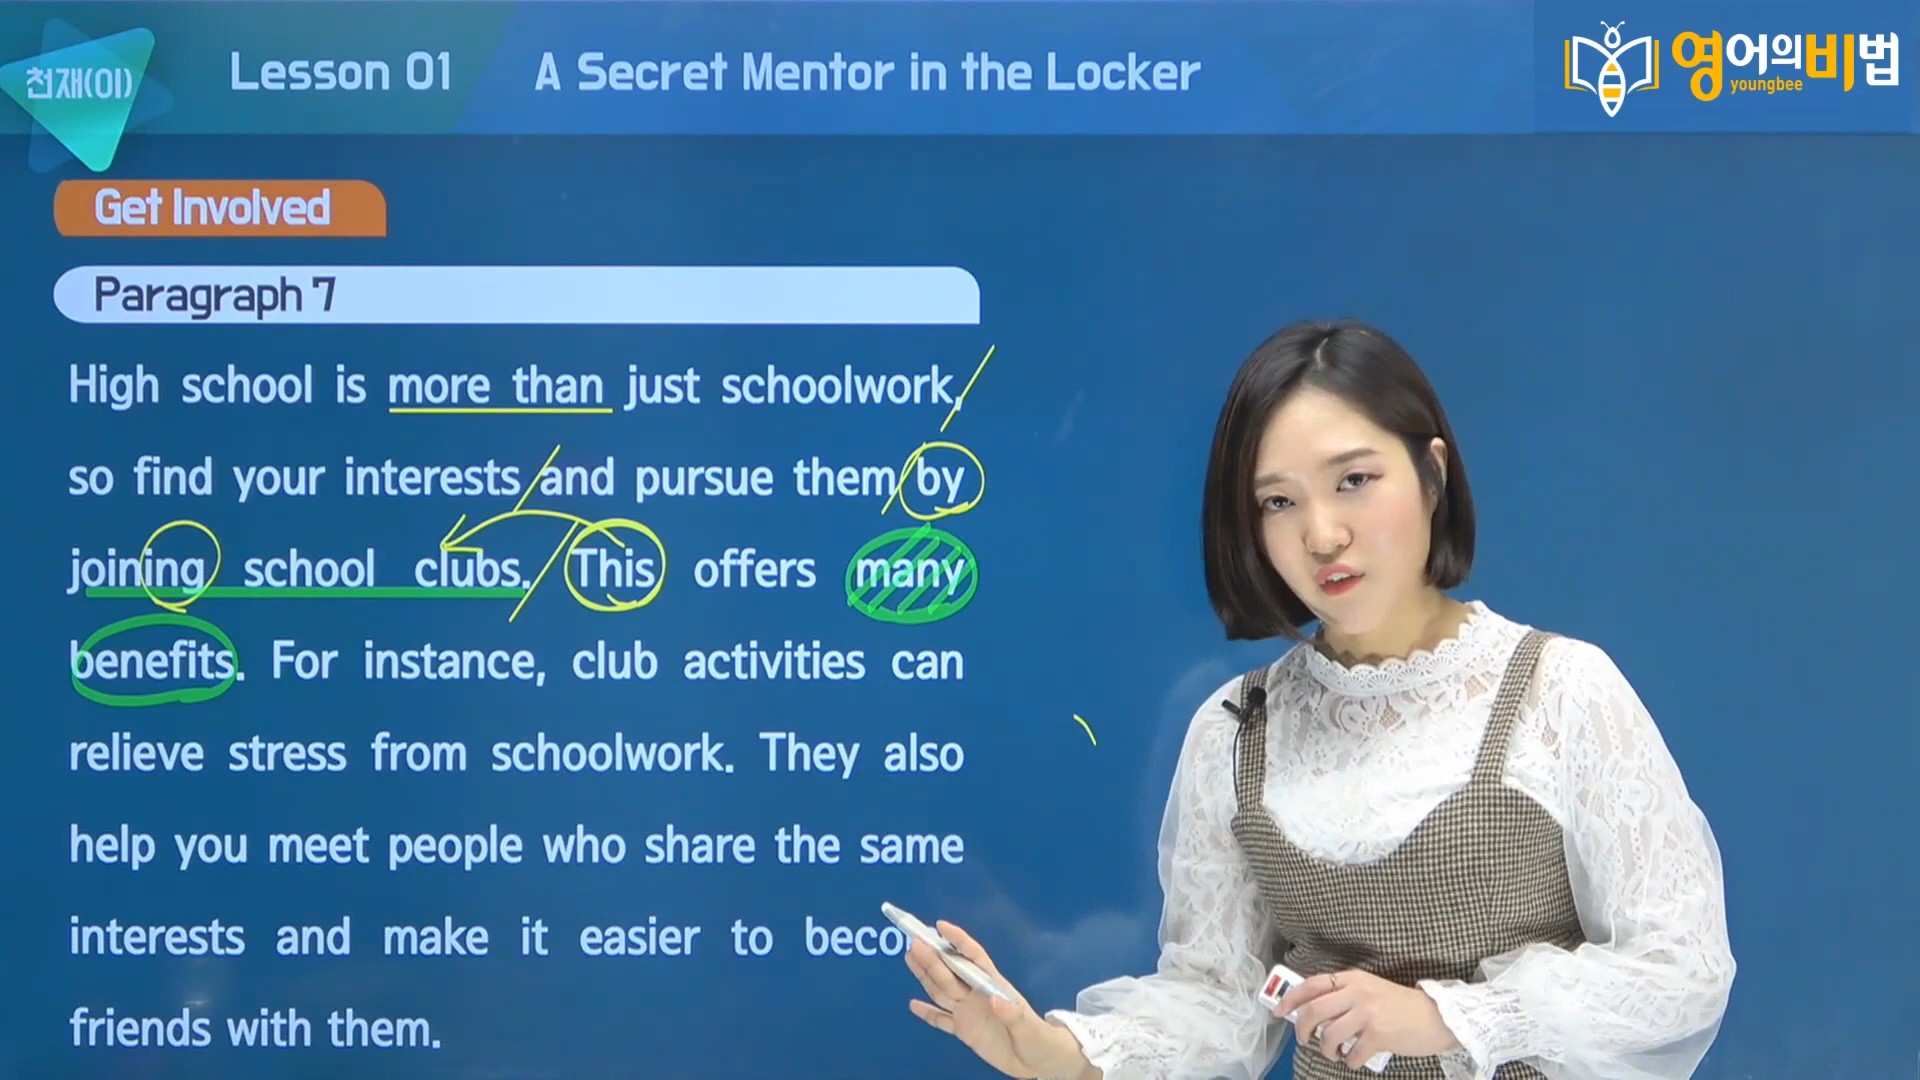 천재(이)
Lesson 01 A Secret Mentor in the Locker
영어의비법
youngbee
Get Involved
Paragraph 7
High school is more than just schoolwork,
so find your interests and pursue them by
joining school clubs. This offers many
benefits. For instance, club activities can
relieve stress from schoolwork. They also
help you meet people who share the same
interests and make it easier to
friends with them.